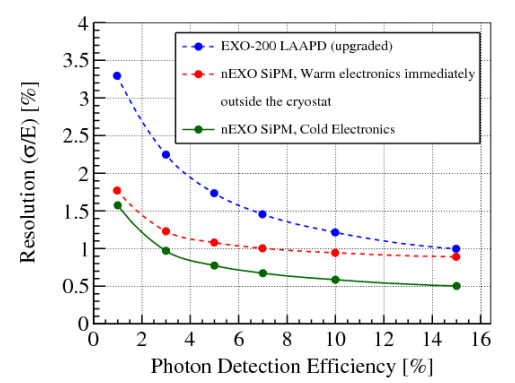 4
3.5
3
2.5
2
1.5
1
0.5
0
0 2 4 6 8 10 12 14 16
Resolution (σ/E) [%]
Photon Detection Efficiency [%]
EXO-200 LAAPD (upgraded)
nEXO SiPM, Warm electronics immediately
outside the cryostat
nEXO SiPM, Cold Electronics